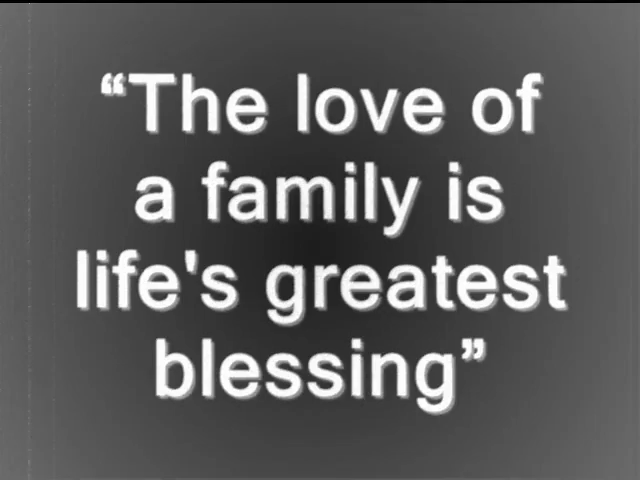 “The love of
a family is
life's greatest
blessing”